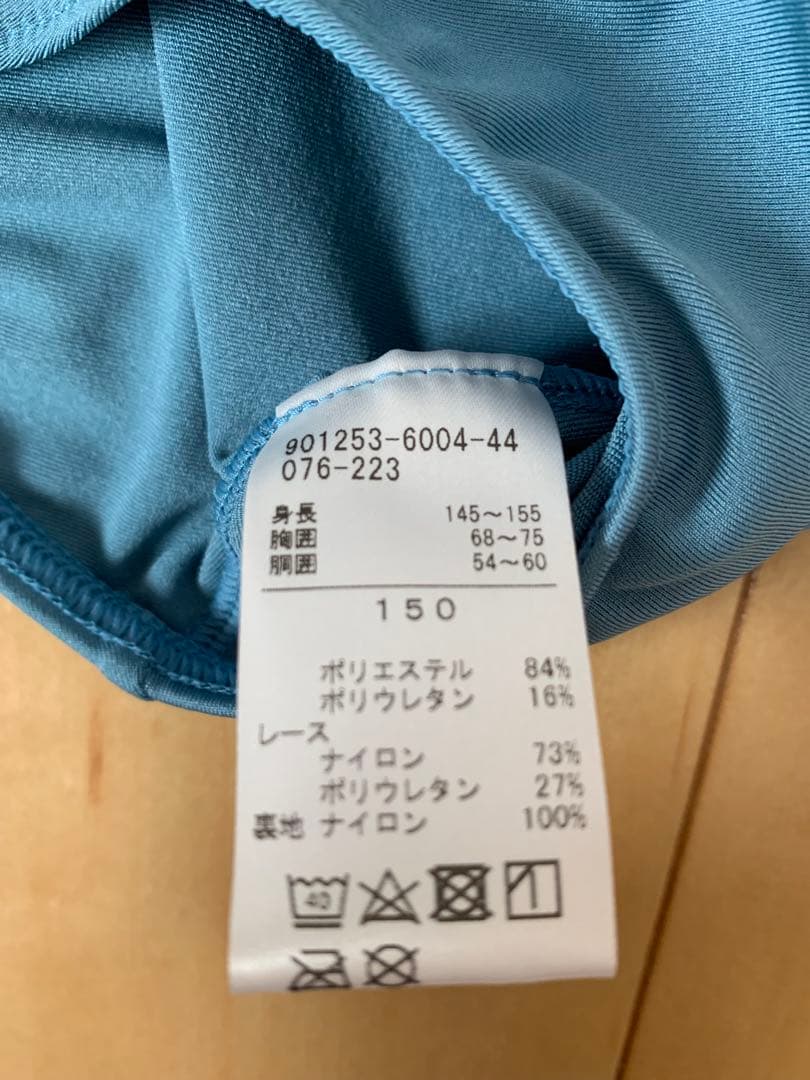 901253-6004-44
076-223
身長 145～155
胸囲 68～75
胴囲 54～60
150
ポリエステル 84%
ポリウレタン 16%
レース
ナイロン 73%
ポリウレタン 27%
裏地 ナイロン 100%
40